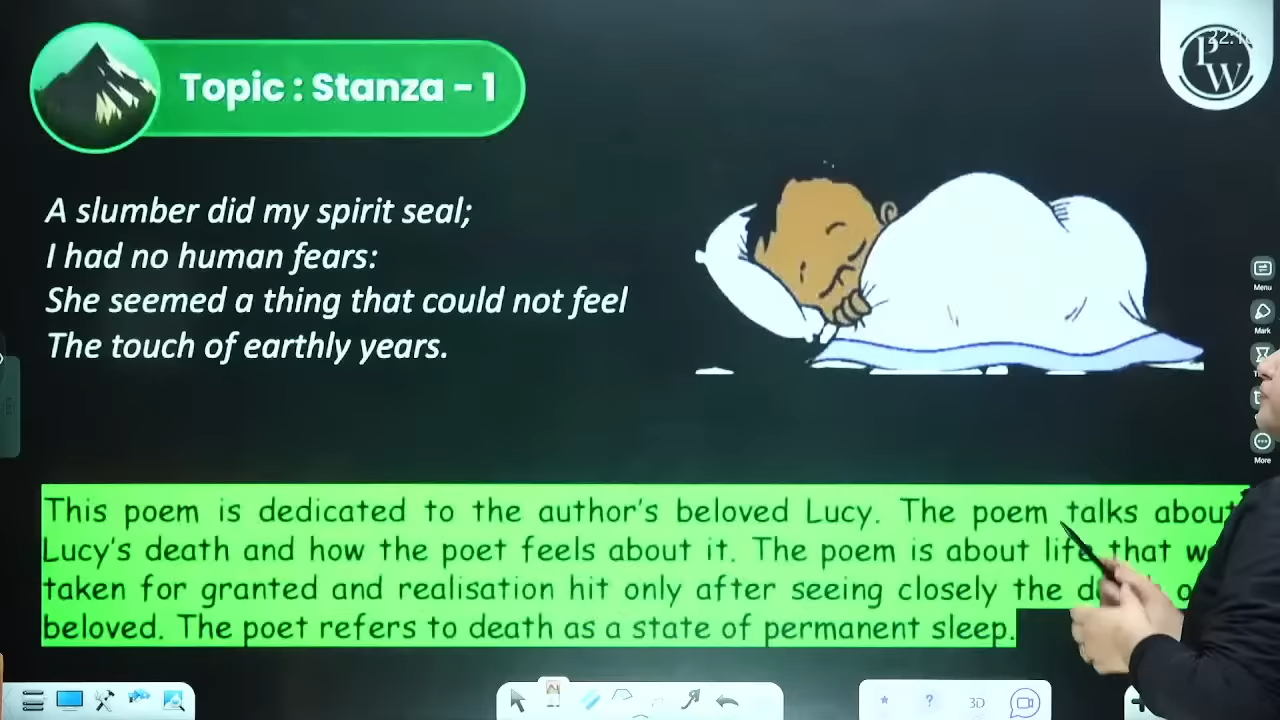 Topic : Stanza - 1
PW
A slumber did my spirit seal;
I had no human fears:
She seemed a thing that could not feel
The touch of earthly years.
Menu
Mark
More
This poem is dedicated to the author's beloved Lucy. The poem talks about
Lucy's death and how the poet feels about it. The poem is about life that
taken for granted and realisation hit only after seeing closely the
beloved. The poet refers to death as a state of permanent sleep.
? 3D